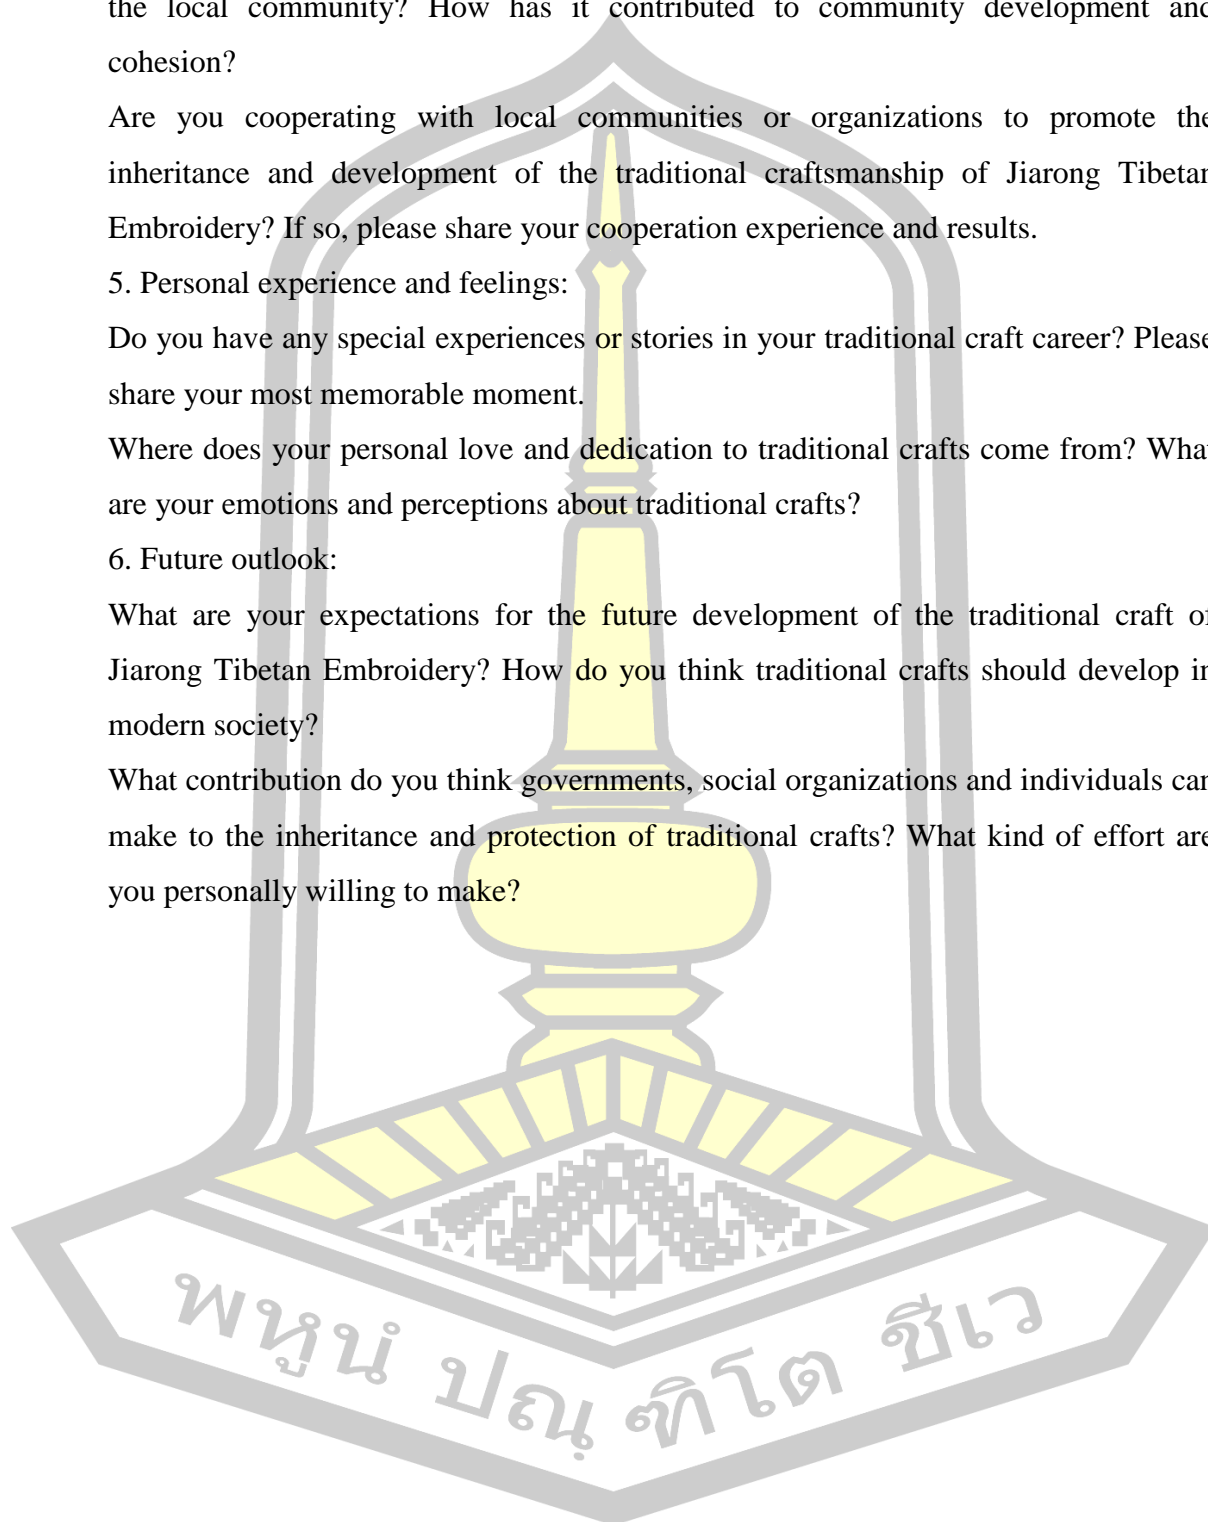 the local community? How has it contributed to community development and
cohesion?
Are you cooperating with local communities or organizations to promote the
inheritance and development of the traditional craftsmanship of Jiarong Tibetan
Embroidery? If so, please share your cooperation experience and results.
5. Personal experience and feelings:
Do you have any special experiences or stories in your traditional craft career? Please
share your most memorable moment.
Where does your personal love and dedication to traditional crafts come from? What
are your emotions and perceptions about traditional crafts?
6. Future outlook:
What are your expectations for the future development of the traditional craft of
Jiarong Tibetan Embroidery? How do you think traditional crafts should develop in
modern society?
What contribution do you think governments, social organizations and individuals can
make to the inheritance and protection of traditional crafts? What kind of effort are
you personally willing to make?
พหูนํ ปณฺฑิโต ชีเว